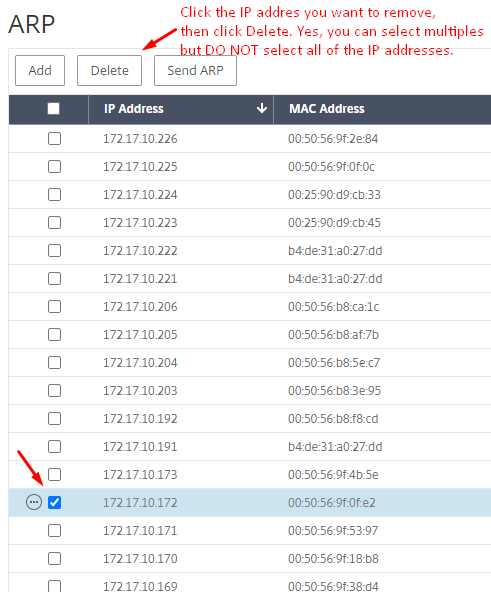 ARP
Click the IP addres you want to remove,
then click Delete. Yes, you can select multiples
but DO NOT select all of the IP addresses.
Add Delete Send ARP
IP Address MAC Address
172.17.10.226 00:50:56:9f:2e:84
172.17.10.225 00:50:56:9f:0f:0c
172.17.10.224 00:25:90:d9:cb:33
172.17.10.223 00:25:90:d9:cb:45
172.17.10.222 b4:de:31:a0:27:dd
172.17.10.221 b4:de:31:a0:27:dd
172.17.10.206 00:50:56:b8:ca:1c
172.17.10.205 00:50:56:b8:af:7b
172.17.10.204 00:50:56:b8:5e:c7
172.17.10.203 00:50:56:b8:3e:95
172.17.10.192 00:50:56:b8:f8:cd
172.17.10.191 b4:de:31:a0:27:dd
172.17.10.173 00:50:56:9f:4b:5e
172.17.10.172 00:50:56:9f:0f:e2
172.17.10.171 00:50:56:9f:53:97
172.17.10.170 00:50:56:9f:18:b8
172.17.10.169 00:50:56:9f:38:d4